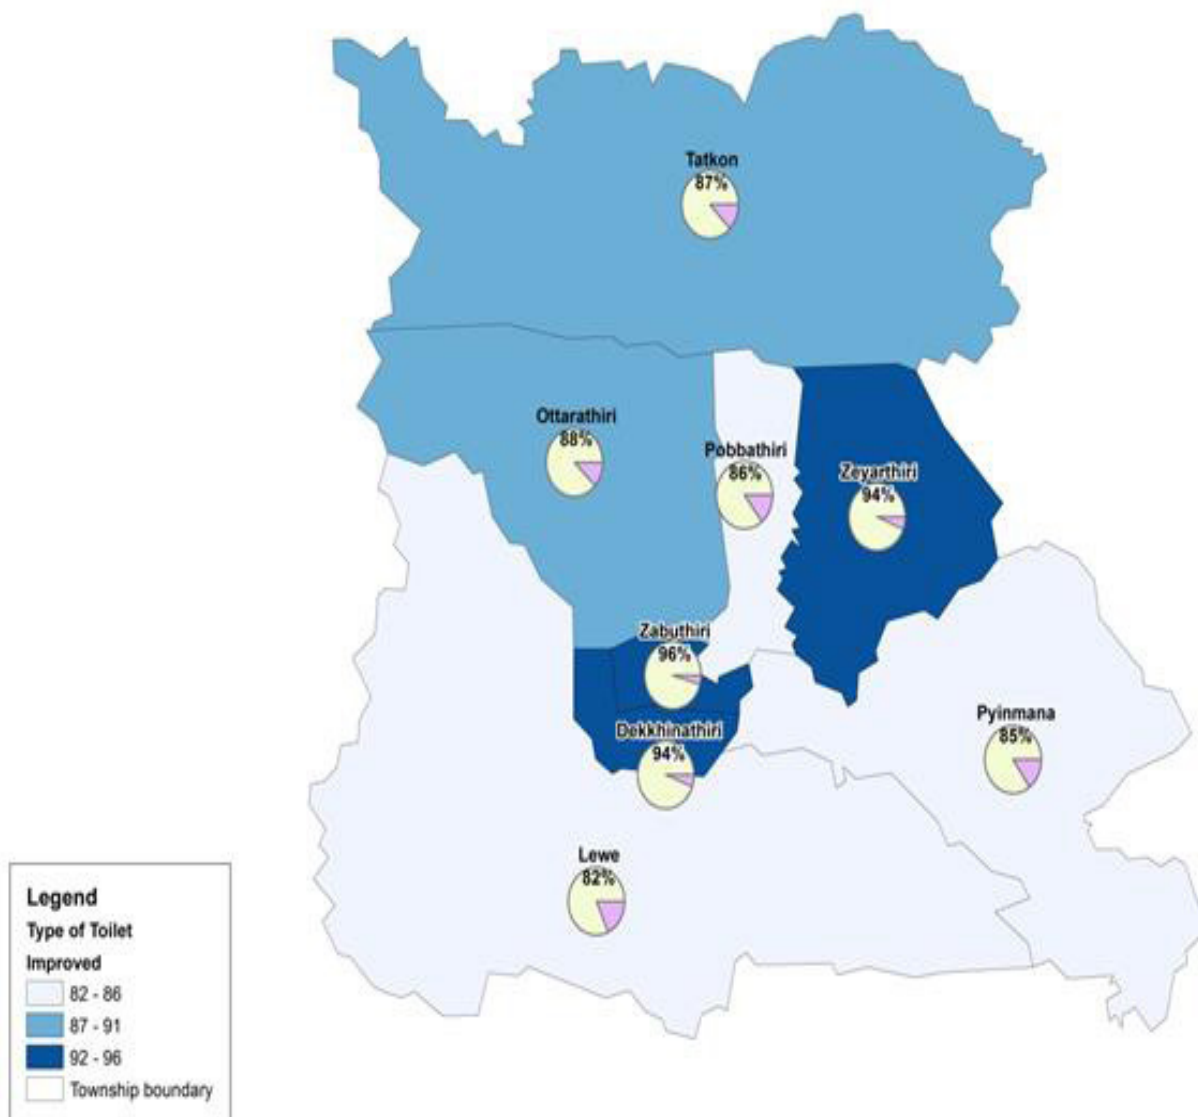 Tatkon
87%
Ottarathiri
88%
Pobbathiri
86%
Zeyarthiri
94%
Zabuthiri
96%
Dekkhinathiri
94%
Pyinmana
85%
Lewe
82%
Legend
Type of Toilet
Improved
82 - 86
87 - 91
92 - 96
Township boundary